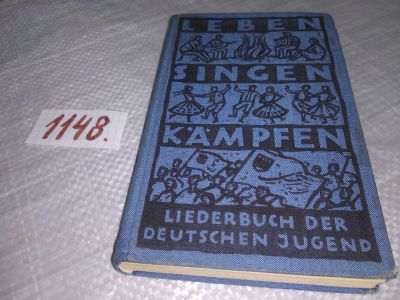 LEBEN
SINGEN
KÄMPFEN
LIEDERBUCH DER
DEUTSCHEN JUGEND
1148.